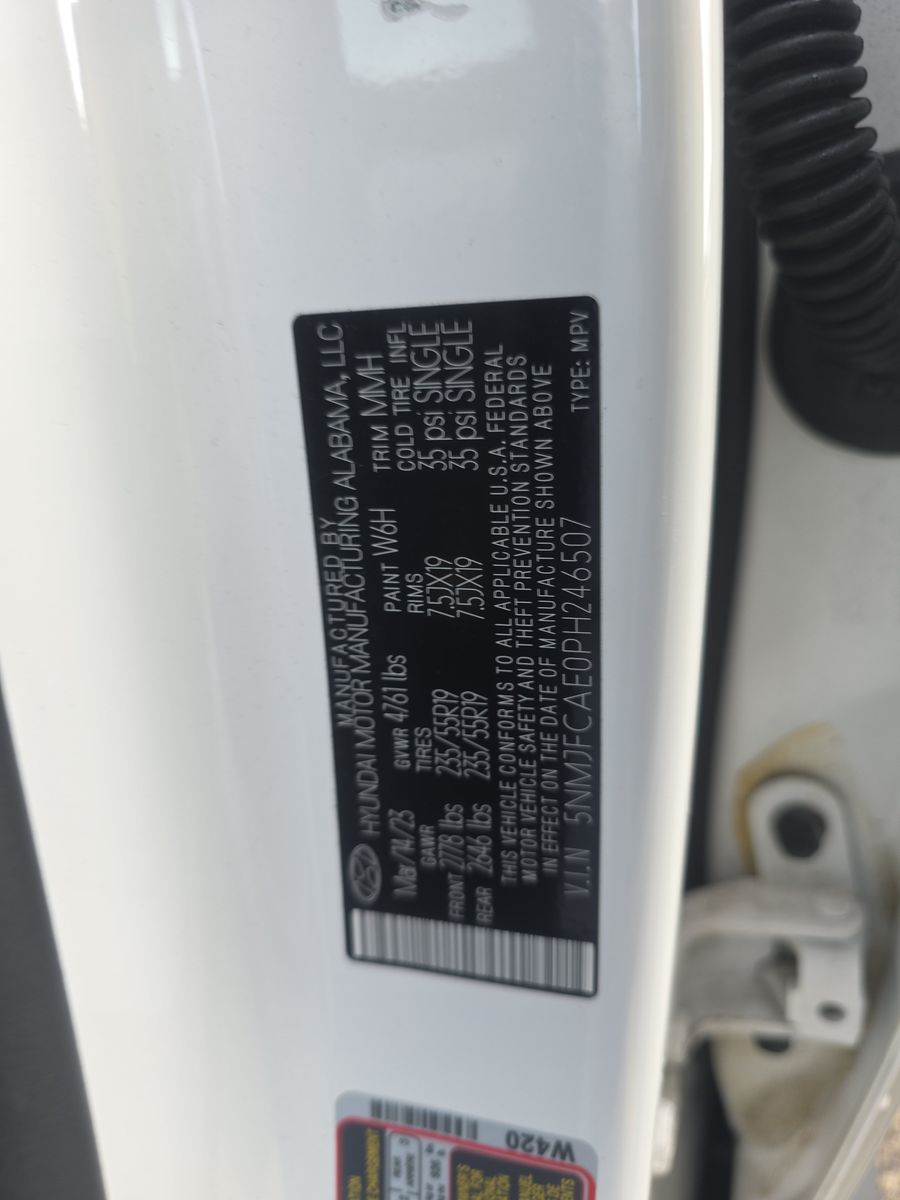 MANUFACTURED BY
HYUNDAI MOTOR MANUFACTURING ALABAMA, LLC
Mar/14/23 GVWR 4761 lbs PAINT W6H TRIM MMH
GAWR TIRES RIMS COLD TIRE INFL
FRONT 2778 lbs 235/55R19 7.5JX19 35 psi SINGLE
REAR 2646 lbs 235/55R19 7.5JX19 35 psi SINGLE
THIS VEHICLE CONFORMS TO ALL APPLICABLE U.S.A. FEDERAL
MOTOR VEHICLE SAFETY AND THEFT PREVENTION STANDARDS
IN EFFECT ON THE DATE OF MANUFACTURE SHOWN ABOVE
V.I.N 5NMJFCAE0PH246507 TYPE: MPV
W420